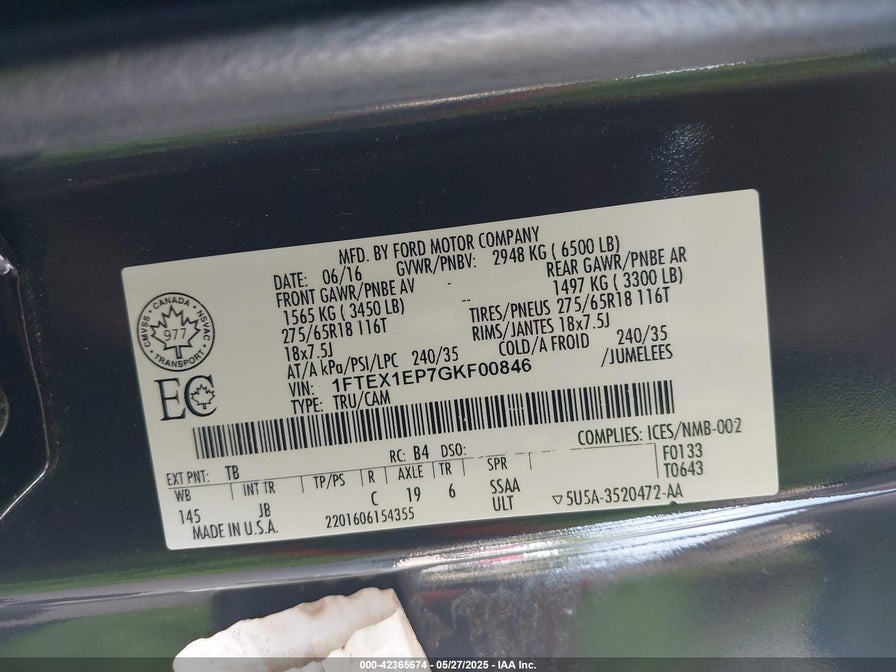 MFD. BY FORD MOTOR COMPANY
DATE: 06/16 GVWR/PNBV: 2948 KG ( 6500 LB)
FRONT GAWR/PNBE AV REAR GAWR/PNBE AR
1565 KG ( 3450 LB) -- 1497 KG ( 3300 LB)
275/65R18 116T TIRES/PNEUS 275/65R18 116T
18x7.5J RIMS/JANTES 18x7.5J
AT/A kPa/PSI/LPC 240/35 COLD/A FROID 240/35
VIN: 1FTEX1EP7GKF00846 /JUMELEES
TYPE: TRU/CAM
CANADA
CMVSS 977 NSVAC
TRANSPORT
EC
RC: B4 DSO: COMPLIES: ICES/NMB-002
EXT PNT: TB F0133
WB INT TR TP/PS R AXLE TR SPR T0643
145 JB C 19 6 SSAA
ULT
MADE IN U.S.A. 2201606154355 5U5A-3520472-AA
000-42365674 - 05/27/2025 - IAA Inc.